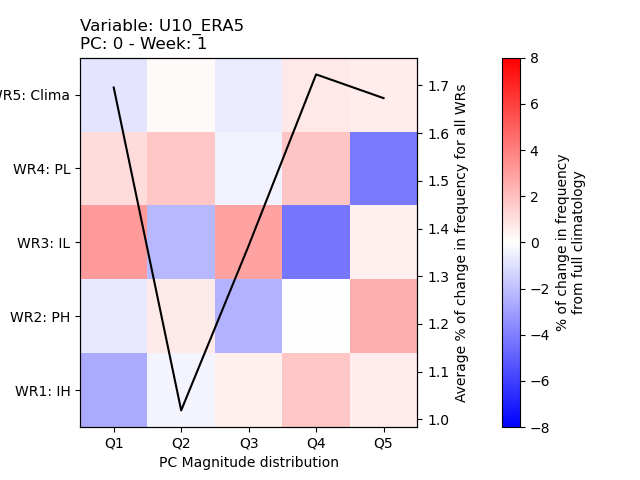 Variable: U10_ERA5
PC: 0 - Week: 1
WR5: Clima
WR4: PL
WR3: IL
WR2: PH
WR1: IH
Q1 Q2 Q3 Q4 Q5
PC Magnitude distribution
1.7
1.6
1.5
1.4
1.3
1.2
1.1
1.0
Average % of change in frequency for all WRs
8
6
4
2
0
−2
−4
−6
−8
% of change in frequency
from full climatology